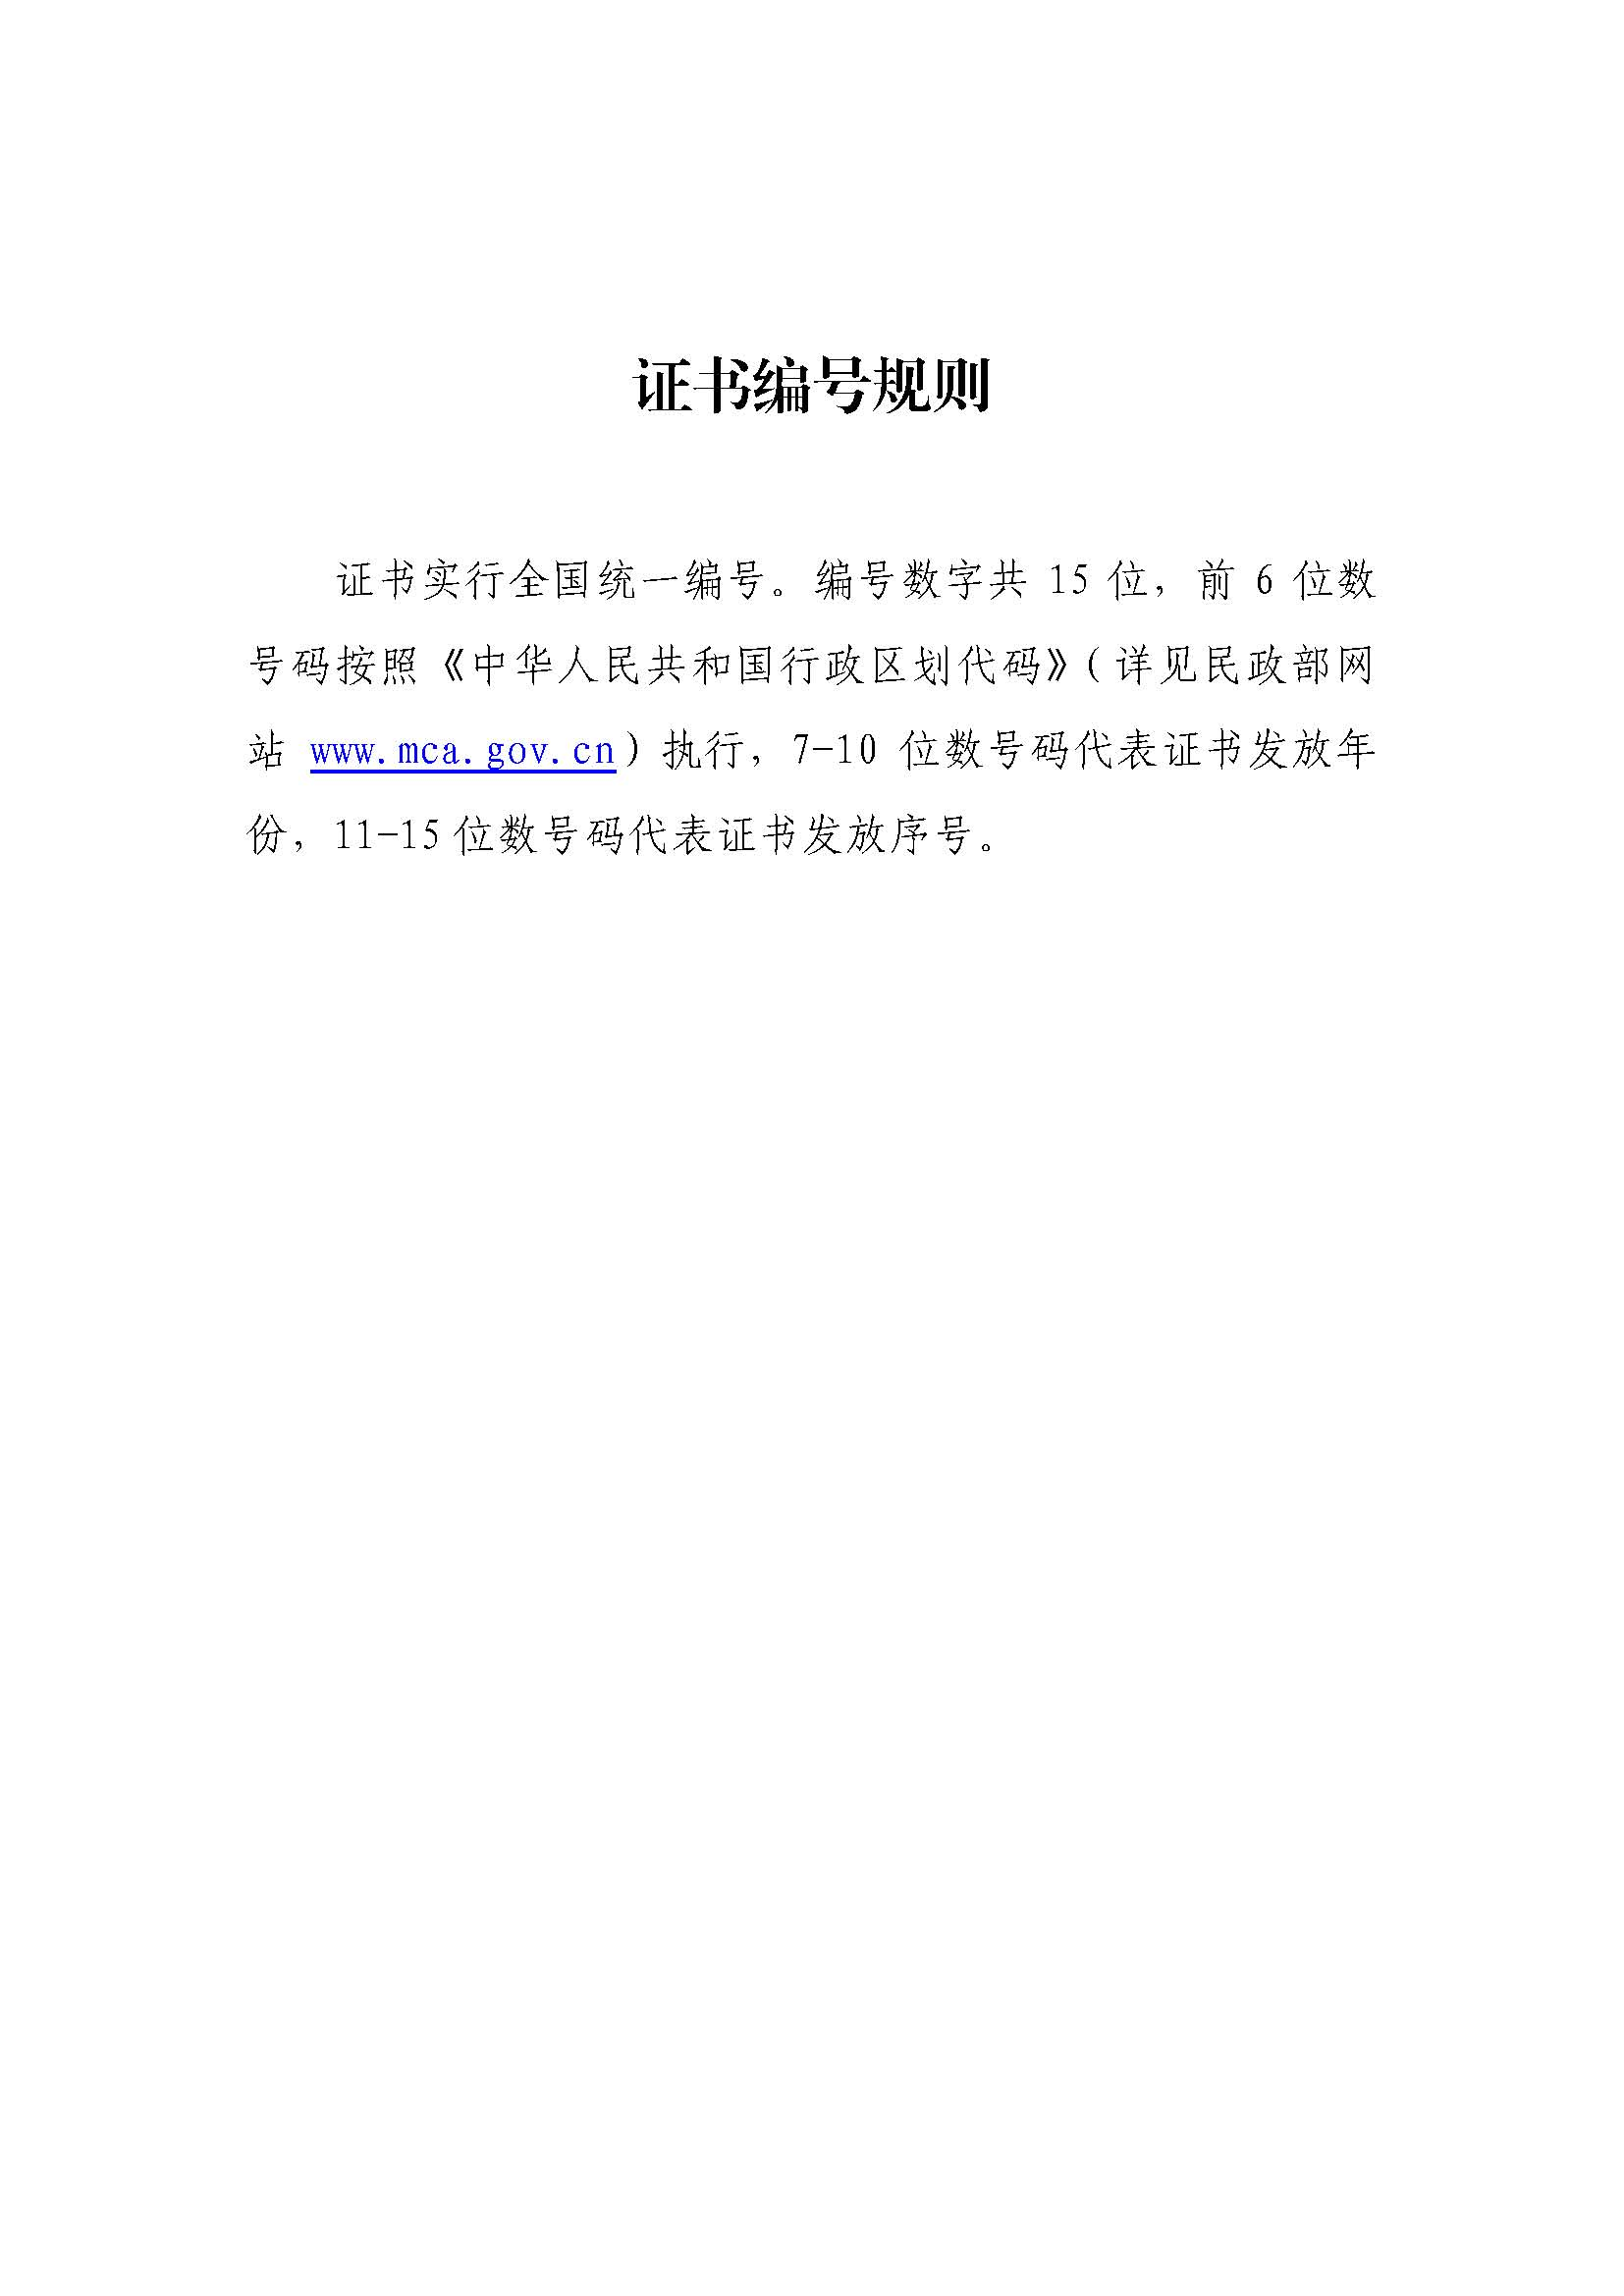 证书编号规则
证书实行全国统一编号。编号数字共 15 位，前 6 位数
号码按照《中华人民共和国行政区划代码》（详见民政部网
站 www.mca.gov.cn）执行，7-10 位数号码代表证书发放年
份，11-15 位数号码代表证书发放序号。